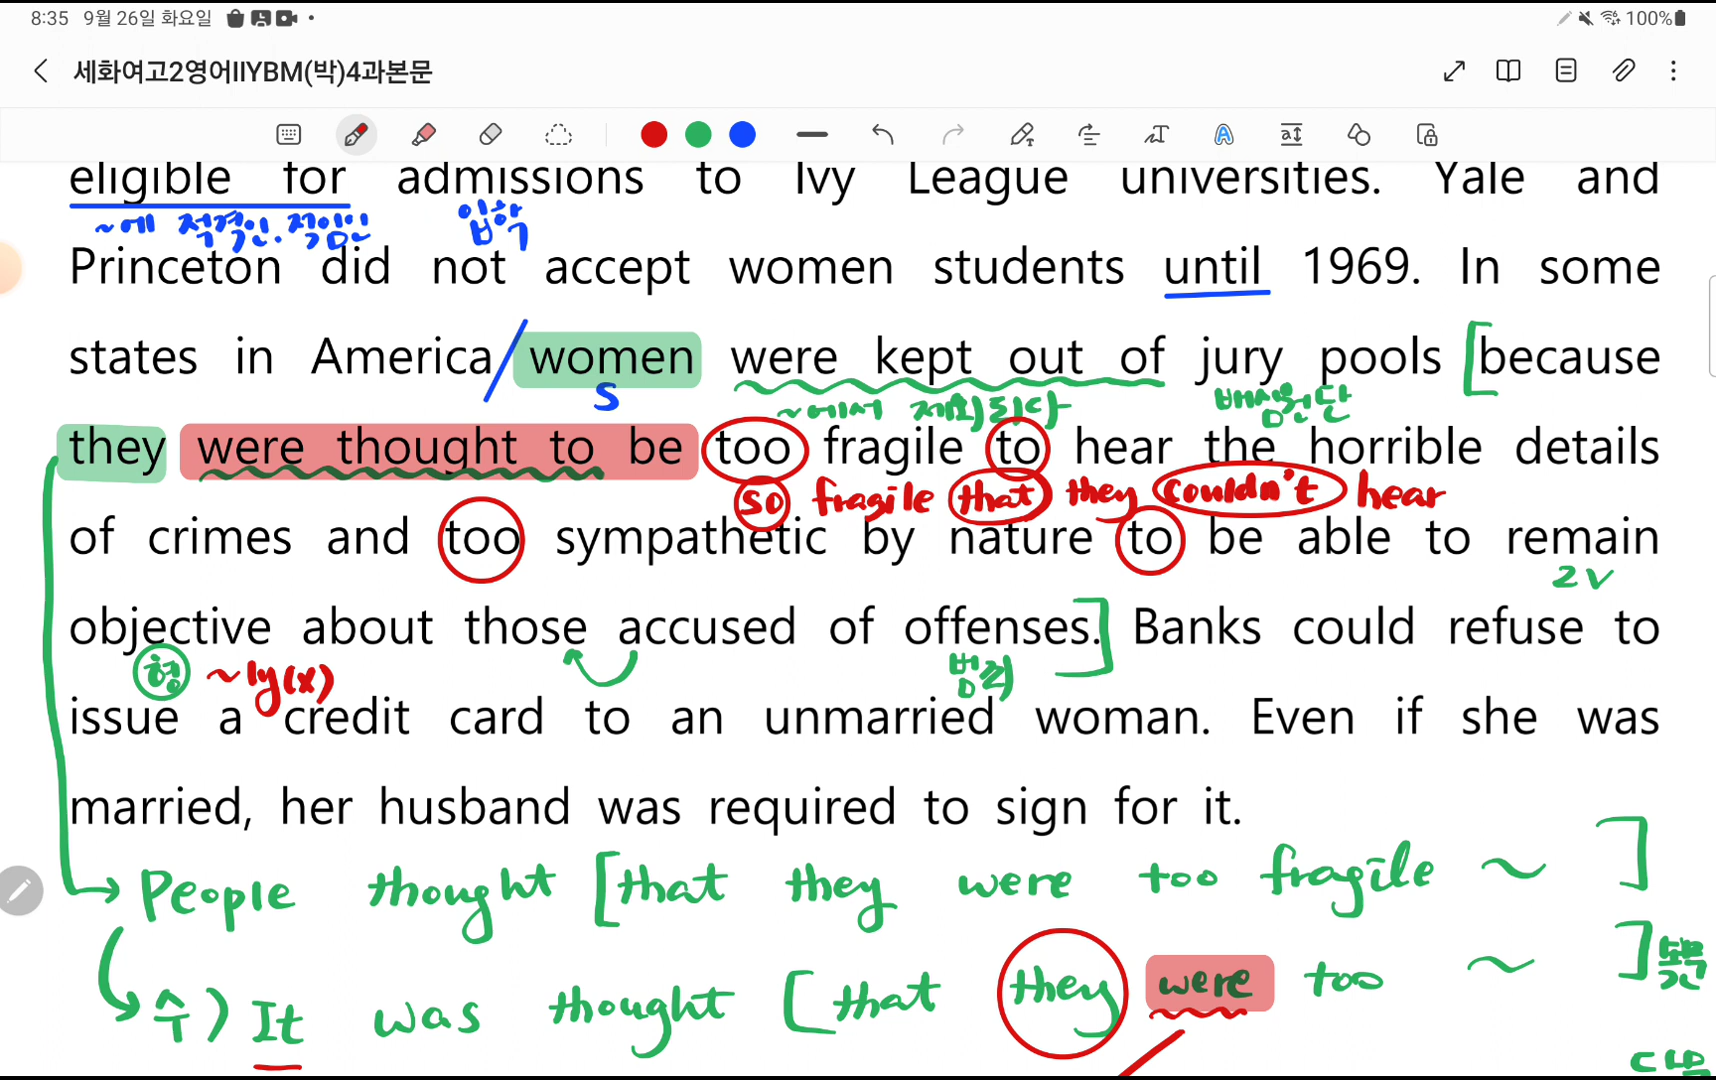 8:35 9월 26일 화요일 100%
세화여고2영어IIYBM(박)4과본문
eligible for admissions to Ivy League universities. Yale and
~에 적격인. 적임인 입학
Princeton did not accept women students until 1969. In some
states in America / women were kept out of jury pools [because
S ~에서 제외되다 배심원단
they were thought to be too fragile to hear the horrible details
so fragile that they couldn't hear
of crimes and too sympathetic by nature to be able to remain
2V
objective about those accused of offenses.] Banks could refuse to
형 ~ly(x) 범죄
issue a credit card to an unmarried woman. Even if she was
married, her husband was required to sign for it.
→ People thought [that they were too fragile ~ ]
수) It was thought [that they were too ~ ]